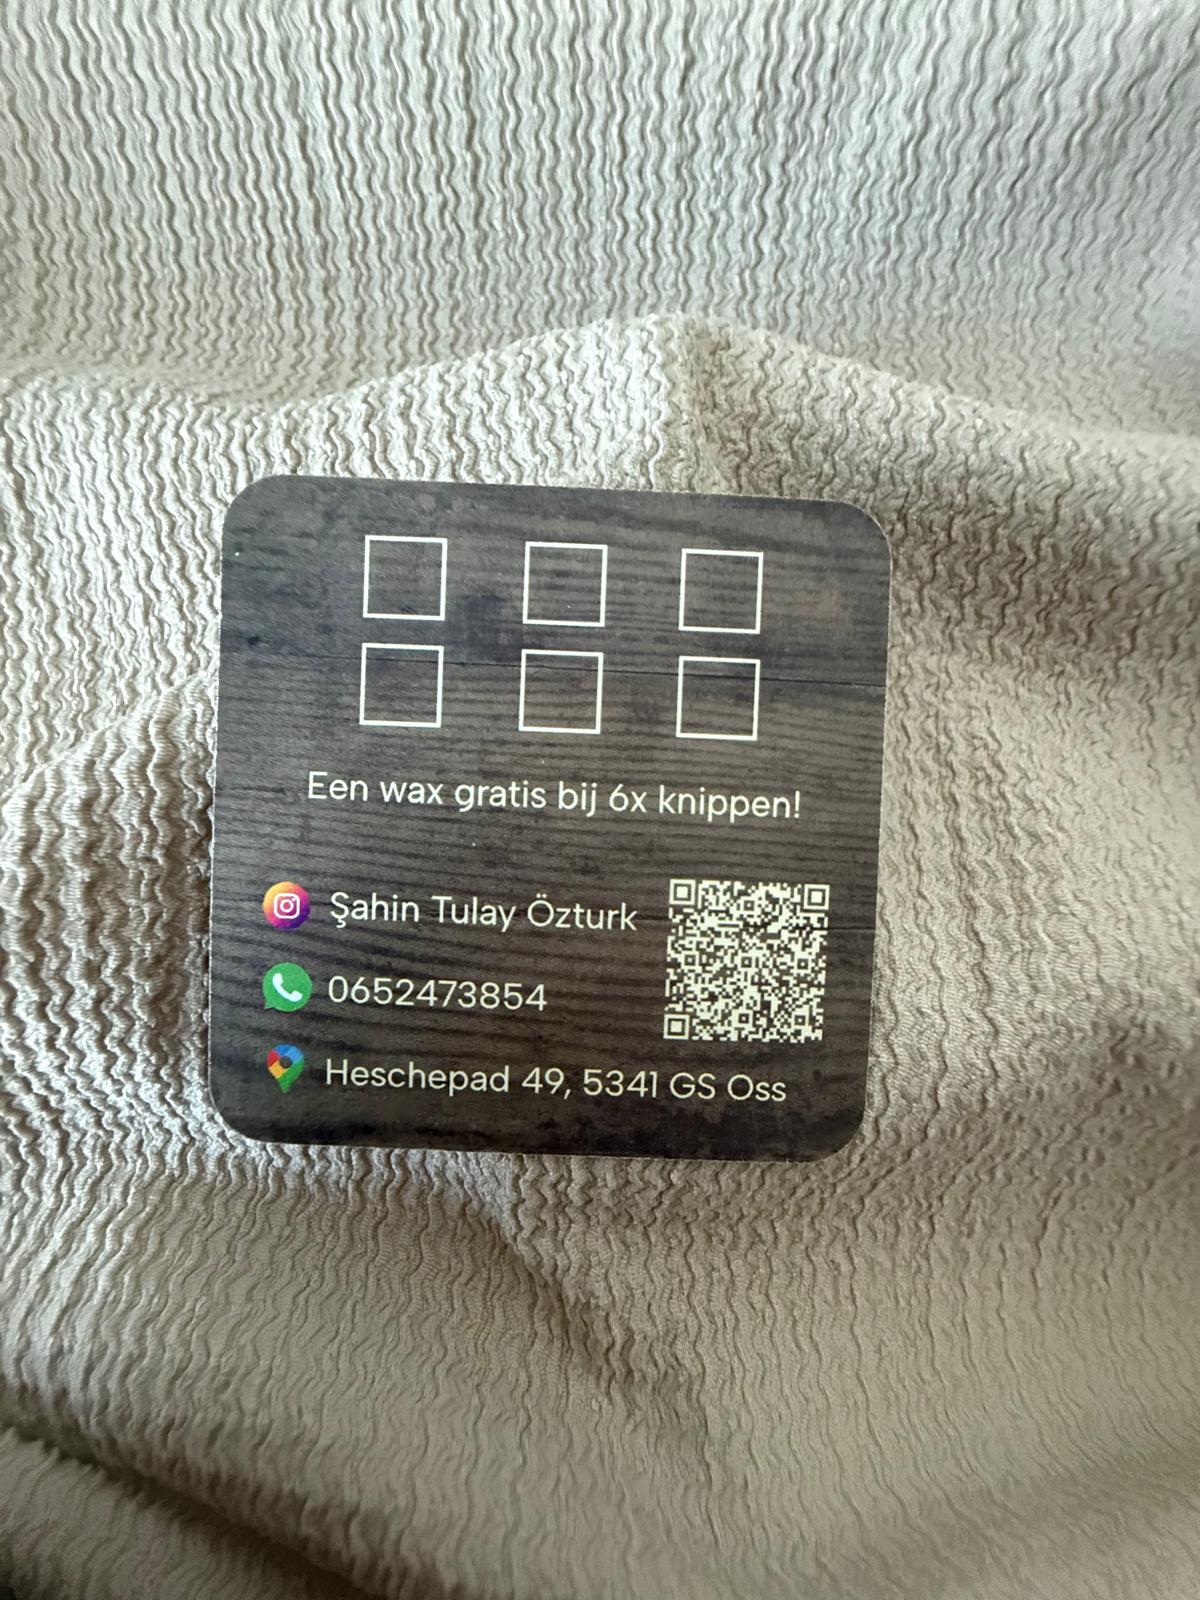 Een wax gratis bij 6x knippen!
Şahin Tulay Özturk
0652473854
Heschepad 49, 5341 GS Oss